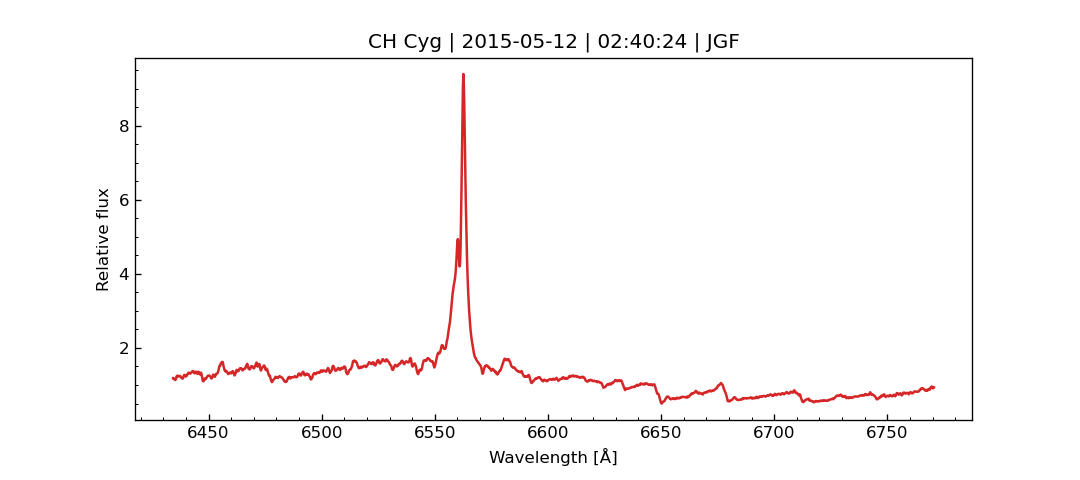 CH Cyg | 2015-05-12 | 02:40:24 | JGF
Relative flux
8
6
4
2
6450 6500 6550 6600 6650 6700 6750
Wavelength [Å]